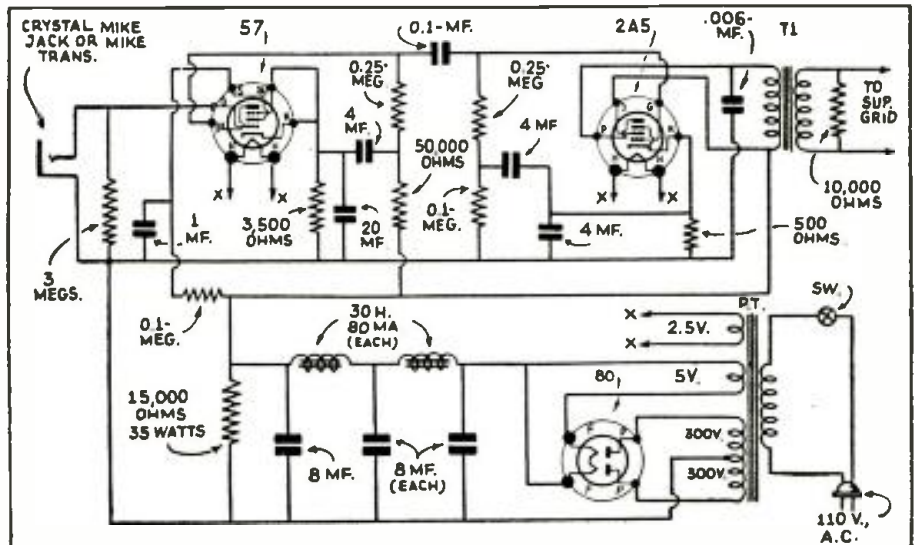 CRYSTAL MIKE
JACK OR MIKE
TRANS.
57
0.1-MF.
2A5
.006-
MF.
T1
0.25-
MEG
0.25-
MEG
4
MF.
4 MF
50,000
OHMS
TO
SUP.
GRID
X
X
X
X
10,000
OHMS
1
MF.
3,500
OHMS
20
MF
0.1-
MEG.
4 MF.
500
OHMS
3
MEGS.
0.1-
MEG.
30 H.
80 MA
(EACH)
X
X
2.5V.
P.T.
SW.
15,000
OHMS
35 WATTS
80
5V.
8 MF.
8 MF.
(EACH)
F
P
F
P
300V.
300V.
110 V.,
A.C.